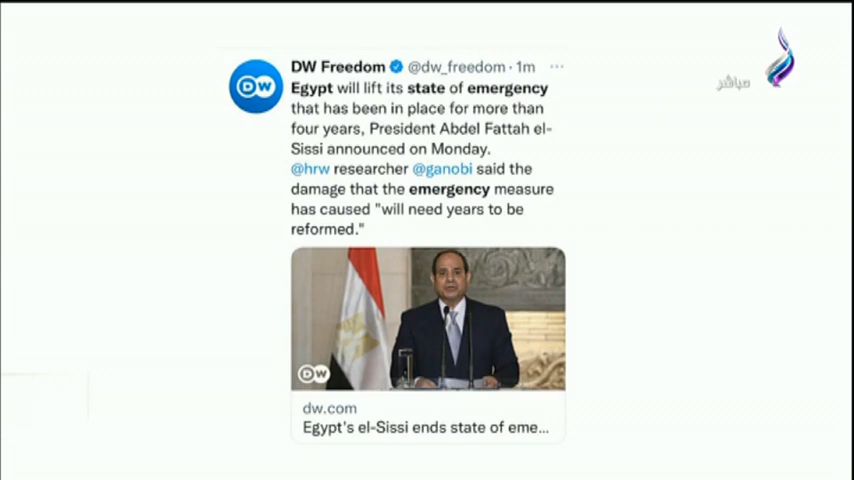 DW Freedom @dw_freedom · 1m ...
Egypt will lift its state of emergency
that has been in place for more than
four years, President Abdel Fattah el-
Sissi announced on Monday.
@hrw researcher @ganobi said the
damage that the emergency measure
has caused "will need years to be
reformed."
dw.com
Egypt's el-Sissi ends state of eme...
DW
DW
مباشر